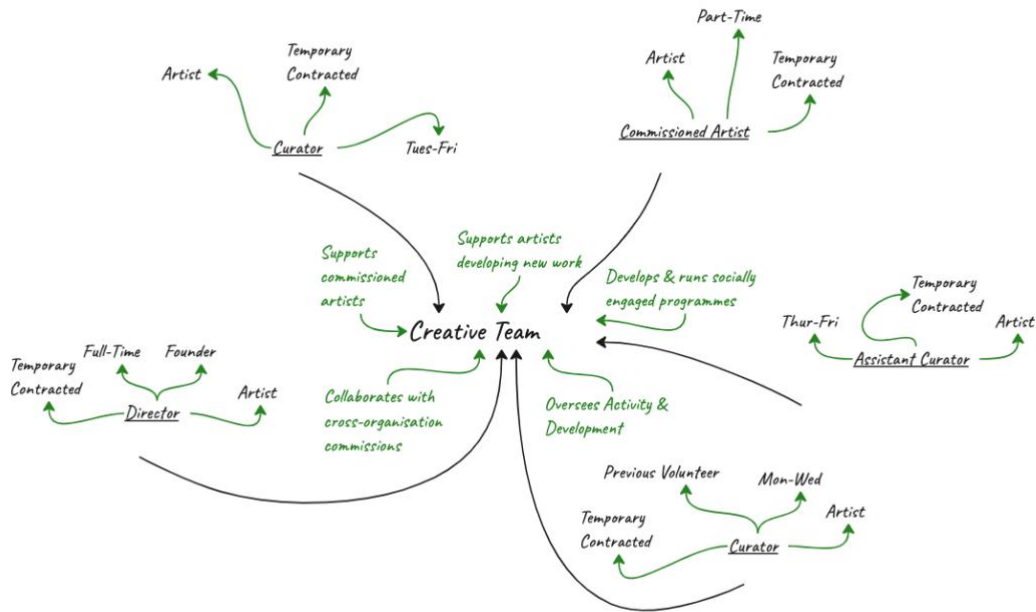 Part-Time
Temporary
Contracted
Artist
Curator
Tues-Fri
Artist
Temporary
Contracted
Commissioned Artist
Supports
commissioned
artists
Supports artists
developing new work
Develops & runs socially
engaged programmes
Creative Team
Collaborates with
cross-organisation
commissions
Oversees Activity &
Development
Temporary
Contracted
Thur-Fri
Artist
Assistant Curator
Full-Time
Founder
Temporary
Contracted
Artist
Director
Previous Volunteer
Mon-Wed
Temporary
Contracted
Artist
Curator